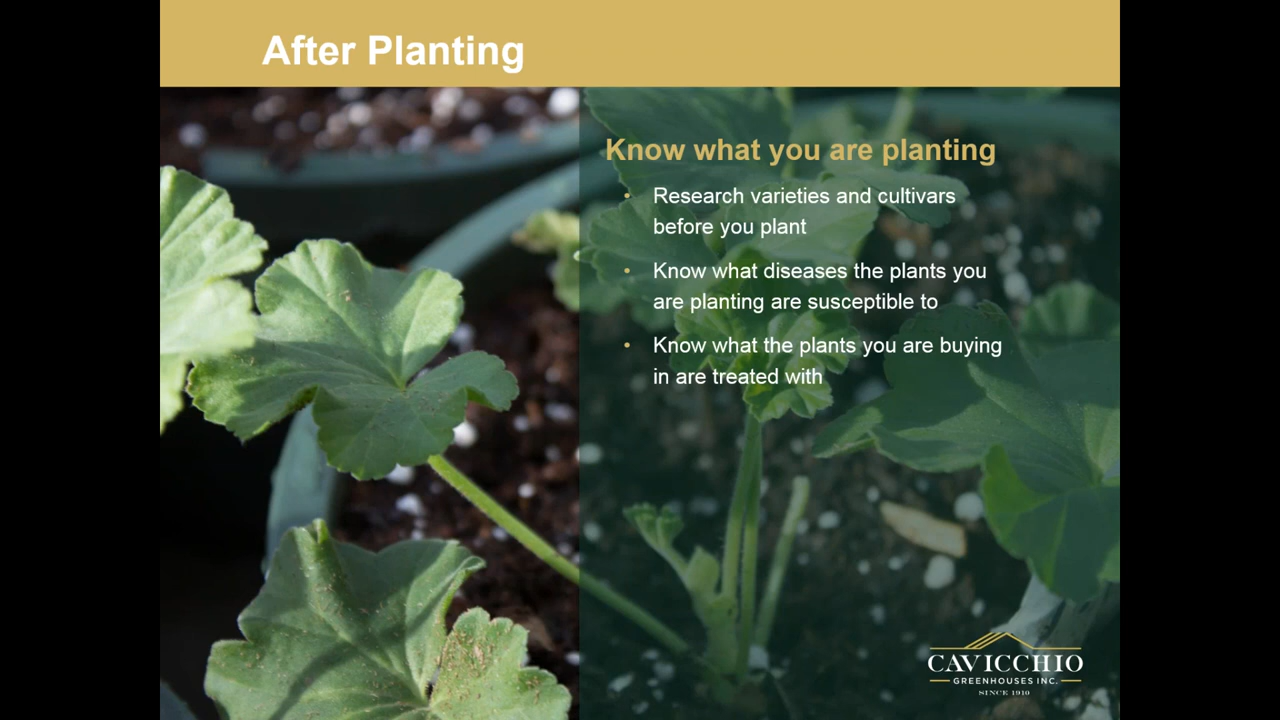 After Planting
Know what you are planting
• Research varieties and cultivars
before you plant
• Know what diseases the plants you
are planting are susceptible to
• Know what the plants you are buying
in are treated with
CAVICCHIO
GREENHOUSES INC.
SINCE 1910